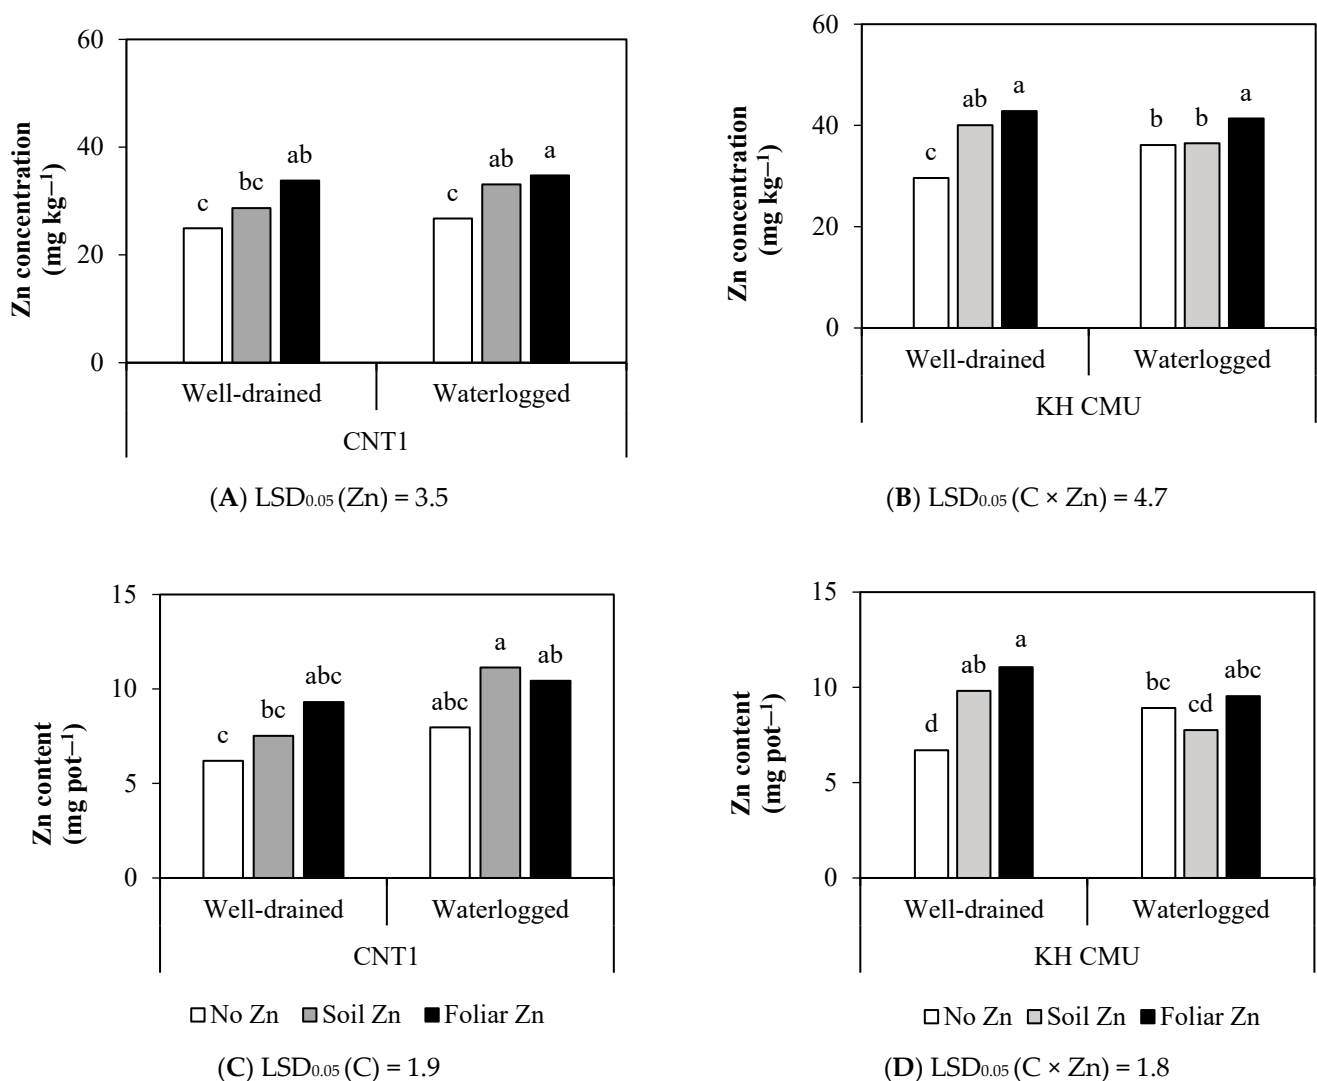 60
40
20
0
Zn concentration
(mg kg⁻¹)
c
bc
ab
c
ab
a
Well-drained
Waterlogged
CNT1
(A) LSD0.05 (Zn) = 3.5
60
40
20
0
Zn concentration
(mg kg⁻¹)
c
ab
a
b
b
a
Well-drained
Waterlogged
KH CMU
(B) LSD0.05 (C × Zn) = 4.7
15
10
5
0
Zn content
(mg pot⁻¹)
c
bc
abc
abc
a
ab
Well-drained
Waterlogged
CNT1
No Zn Soil Zn Foliar Zn
(C) LSD0.05 (C) = 1.9
15
10
5
0
Zn content
(mg pot⁻¹)
d
ab
a
bc
cd
abc
Well-drained
Waterlogged
KH CMU
No Zn Soil Zn Foliar Zn
(D) LSD0.05 (C × Zn) = 1.8